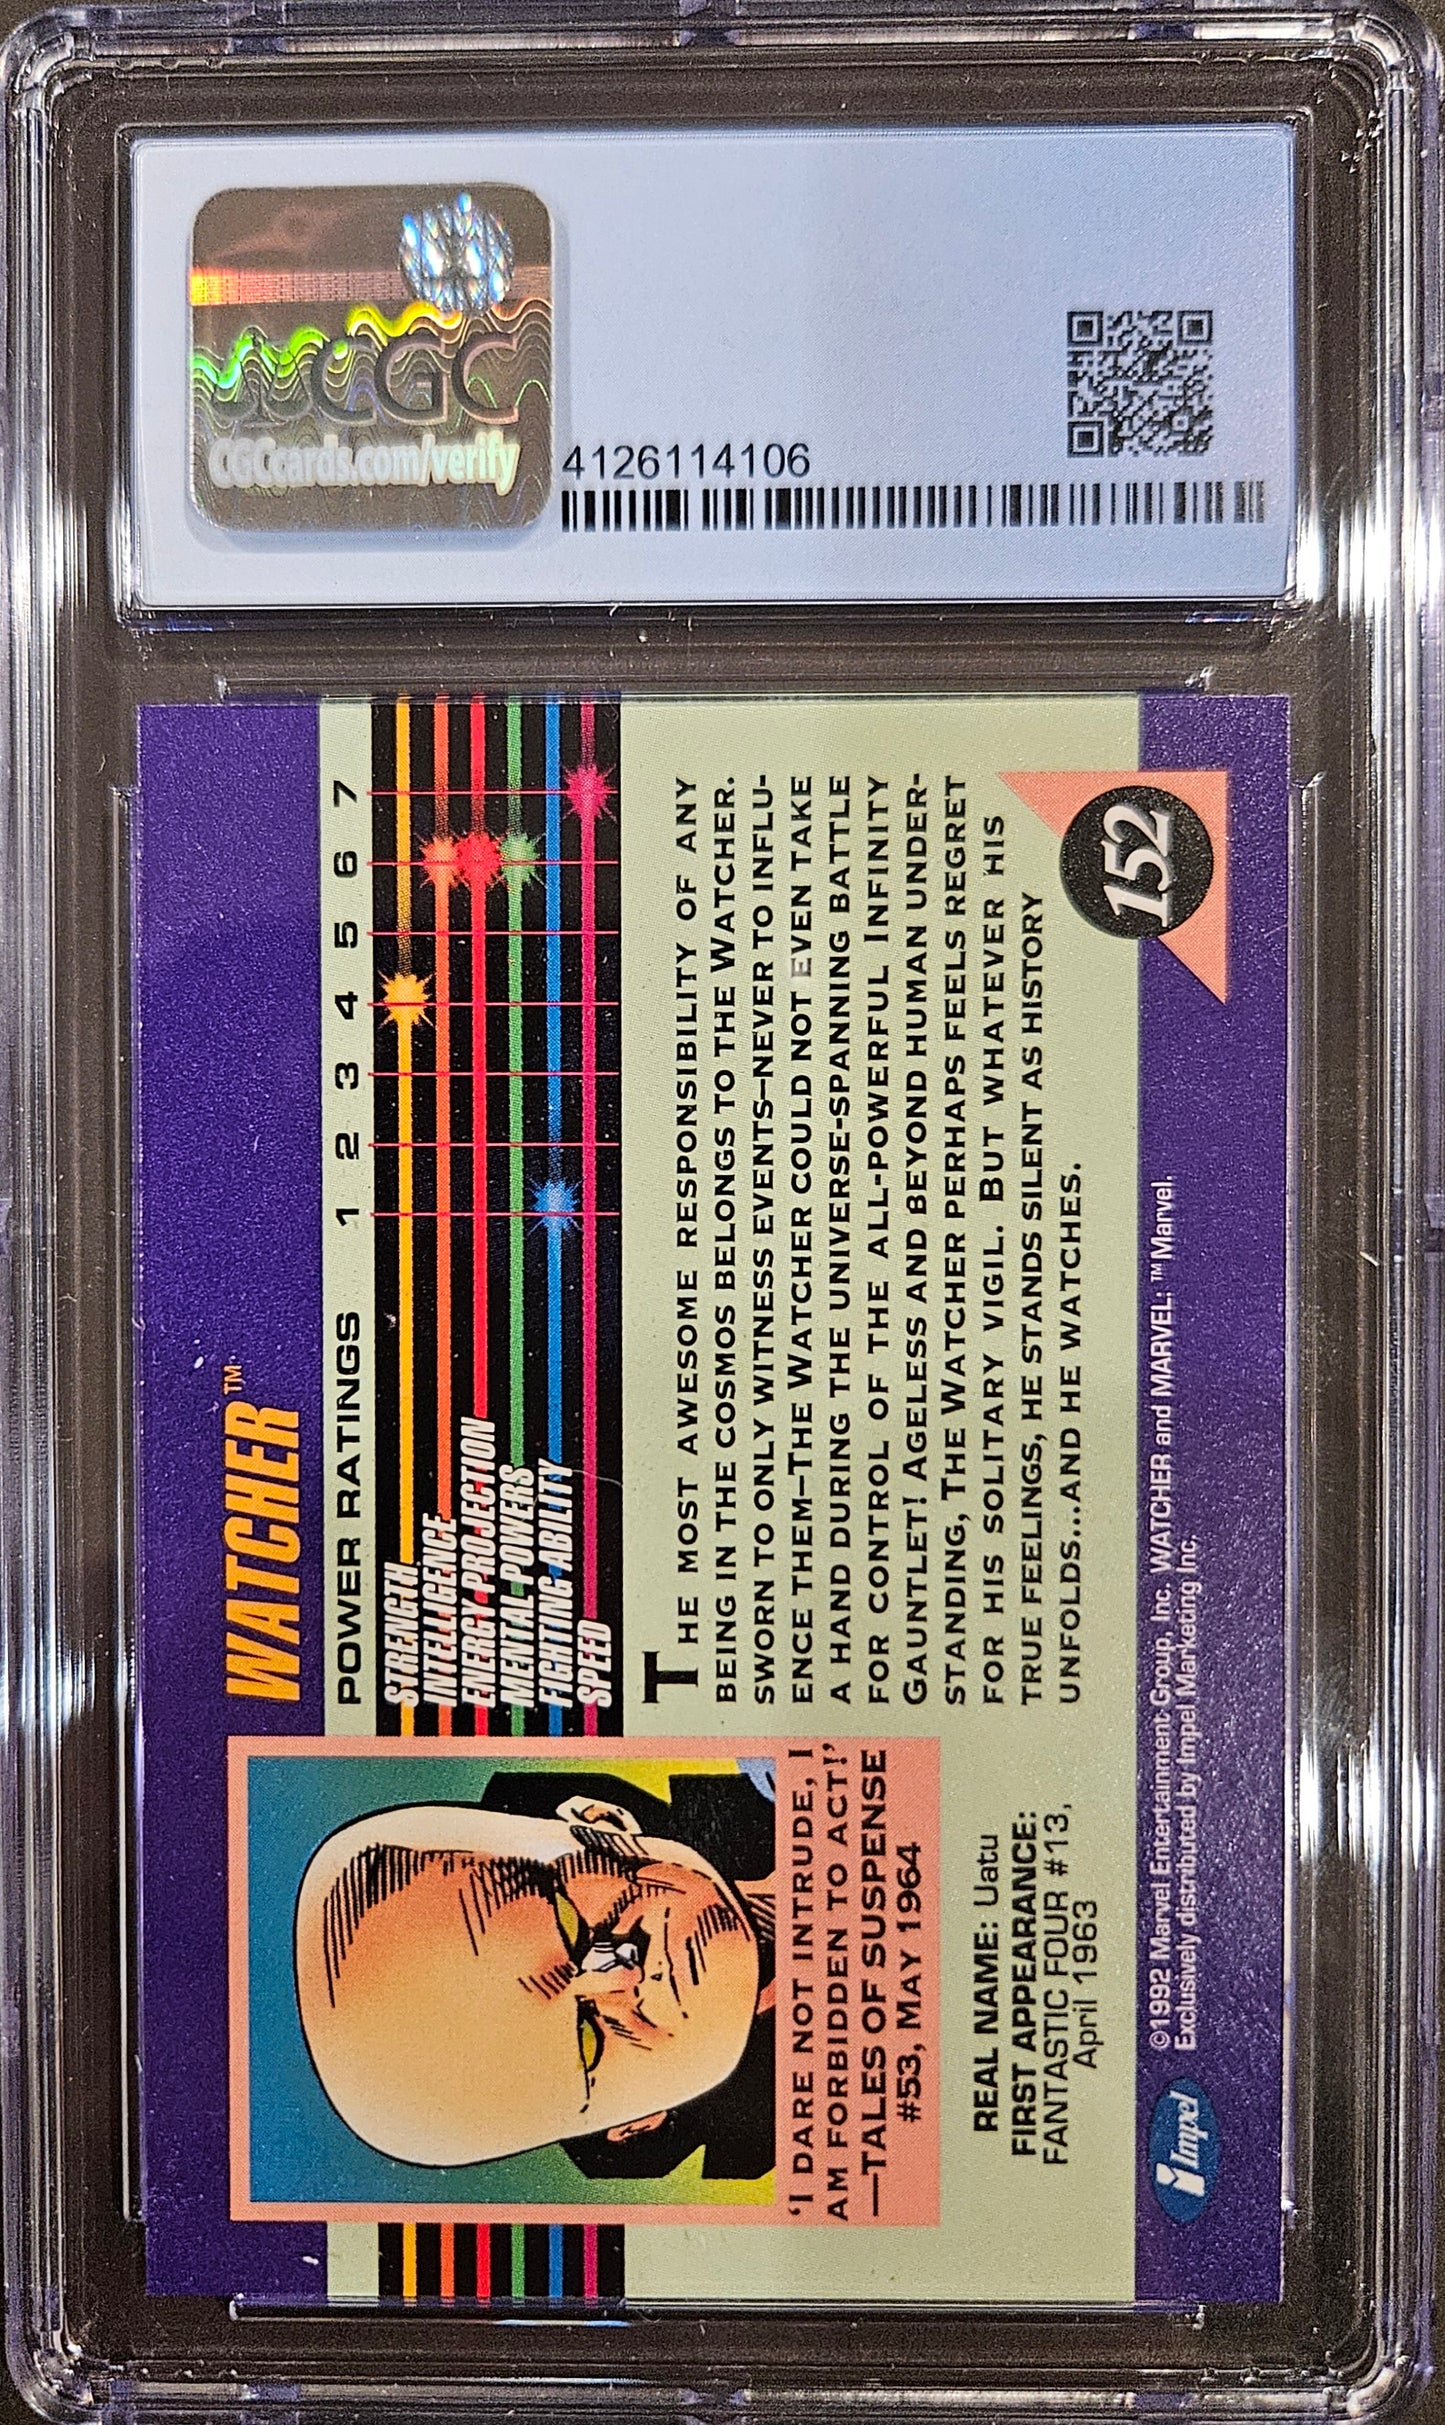 CGC
CGCcards.com/verify
4126114106
WATCHER™
POWER RATINGS 1 2 3 4 5 6 7
STRENGTH
INTELLIGENCE
ENERGY PROJECTION
MENTAL POWERS
FIGHTING ABILITY
SPEED
'I DARE NOT INTRUDE, I
AM FORBIDDEN TO ACT!'
—TALES OF SUSPENSE
#53, MAY 1964
REAL NAME: Uatu
FIRST APPEARANCE:
FANTASTIC FOUR #13,
April 1963
THE MOST AWESOME RESPONSIBILITY OF ANY
BEING IN THE COSMOS BELONGS TO THE WATCHER.
SWORN TO ONLY WITNESS EVENTS—NEVER TO INFLU-
ENCE THEM—THE WATCHER COULD NOT EVEN TAKE
A HAND DURING THE UNIVERSE-SPANNING BATTLE
FOR CONTROL OF THE ALL-POWERFUL INFINITY
GAUNTLET! AGELESS AND BEYOND HUMAN UNDER-
STANDING, THE WATCHER PERHAPS FEELS REGRET
FOR HIS SOLITARY VIGIL. BUT WHATEVER HIS
TRUE FEELINGS, HE STANDS SILENT AS HISTORY
UNFOLDS...AND HE WATCHES.
152
Impel
©1992 Marvel Entertainment Group, Inc. WATCHER and MARVEL: ™Marvel.
Exclusively distributed by Impel Marketing Inc.